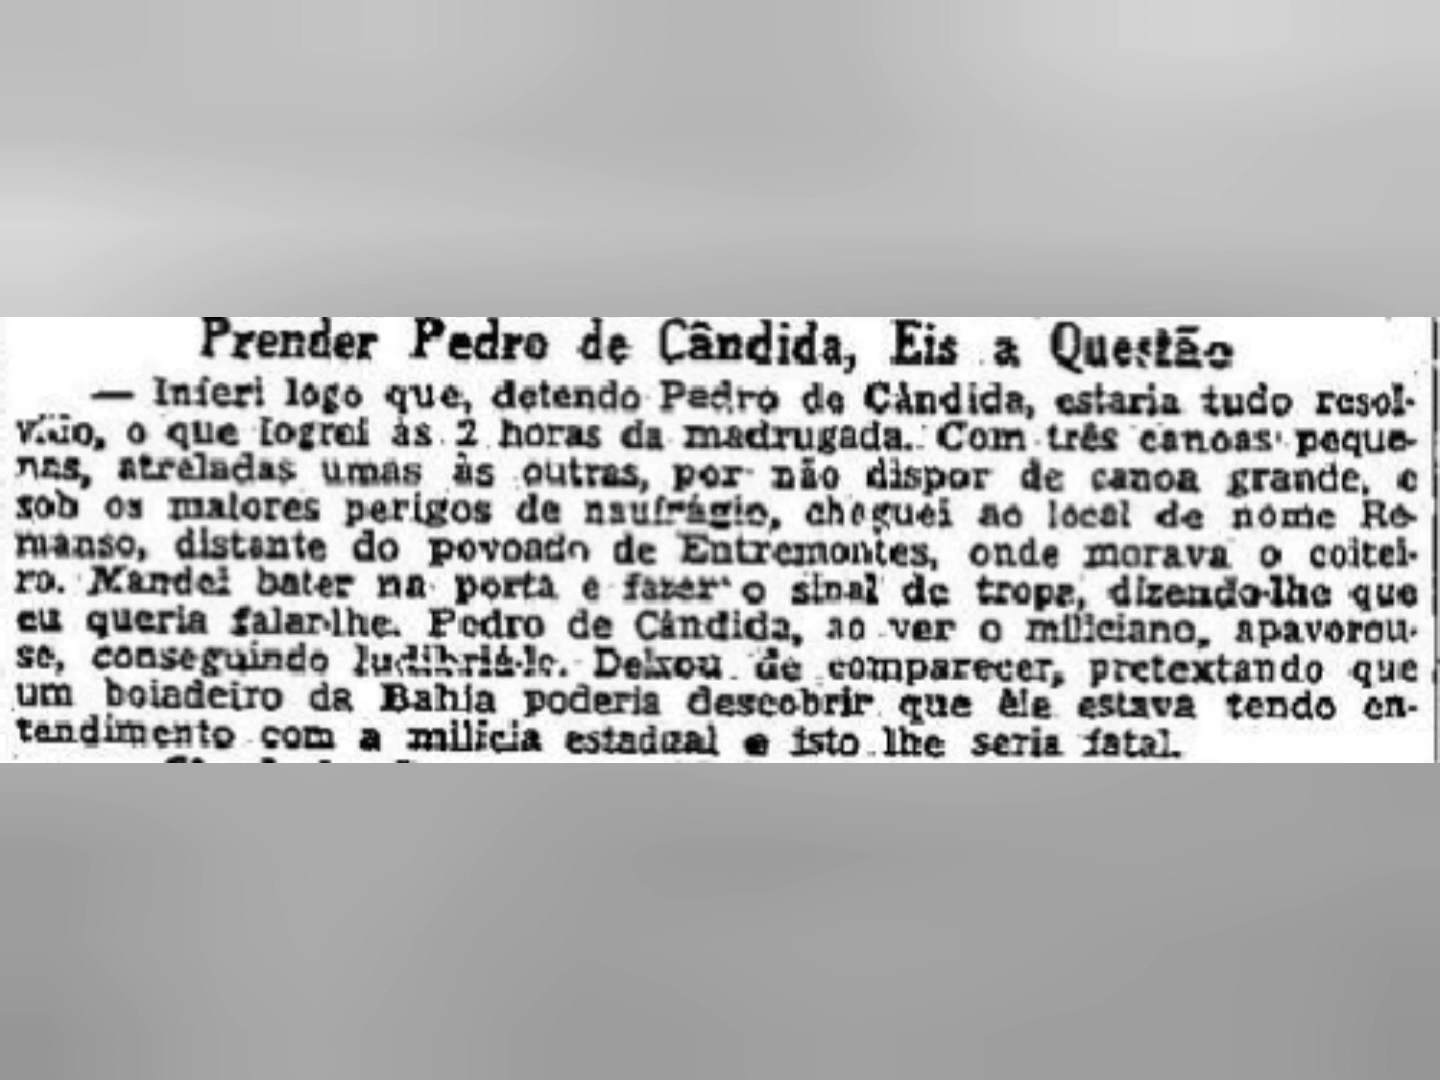 Prender Pedro de Cândida, Eis a Questão
— Inferi logo que, detendo Pedro de Cândida, estaria tudo resol-
vido, o que logrei às 2 horas da madrugada. Com três canoas peque-
nas, atreladas umas às outras, por não dispor de canoa grande, e
sob os maiores perigos de naufrágio, cheguei ao local de nome Re-
manso, distante do povoado de Entremontes, onde morava o coitei-
ro. Mandei bater na porta e fazer o sinal de tropa, dizendo-lhe que
eu queria falar-lhe. Pedro de Cândida, ao ver o miliciano, apavorou-
se, conseguindo ludibriá-lo. Deixou de comparecer, pretextando que
um boiadeiro da Bahia poderia descobrir que êle estava tendo en-
tendimento com a milícia estadual e isto lhe seria fatal.